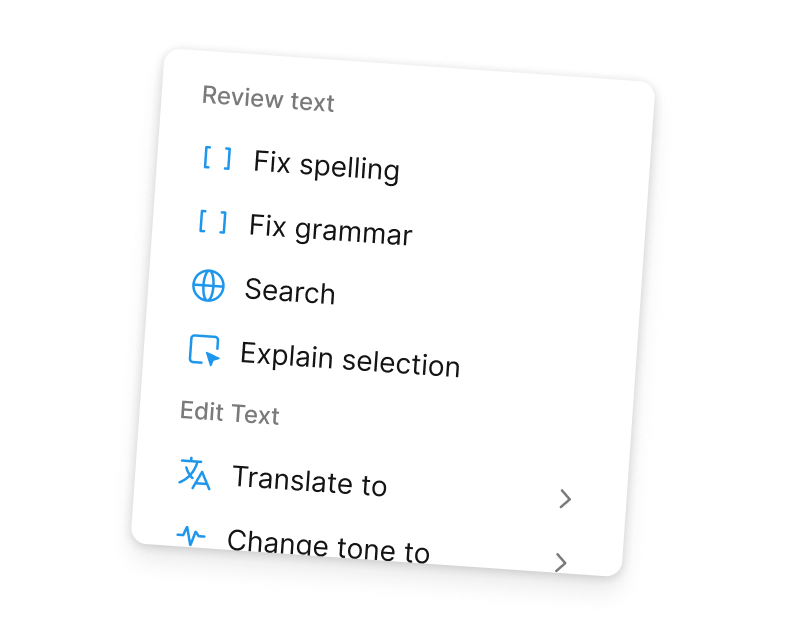 Review text
Fix spelling
Fix grammar
Search
Explain selection
Edit Text
Translate to
Change tone to